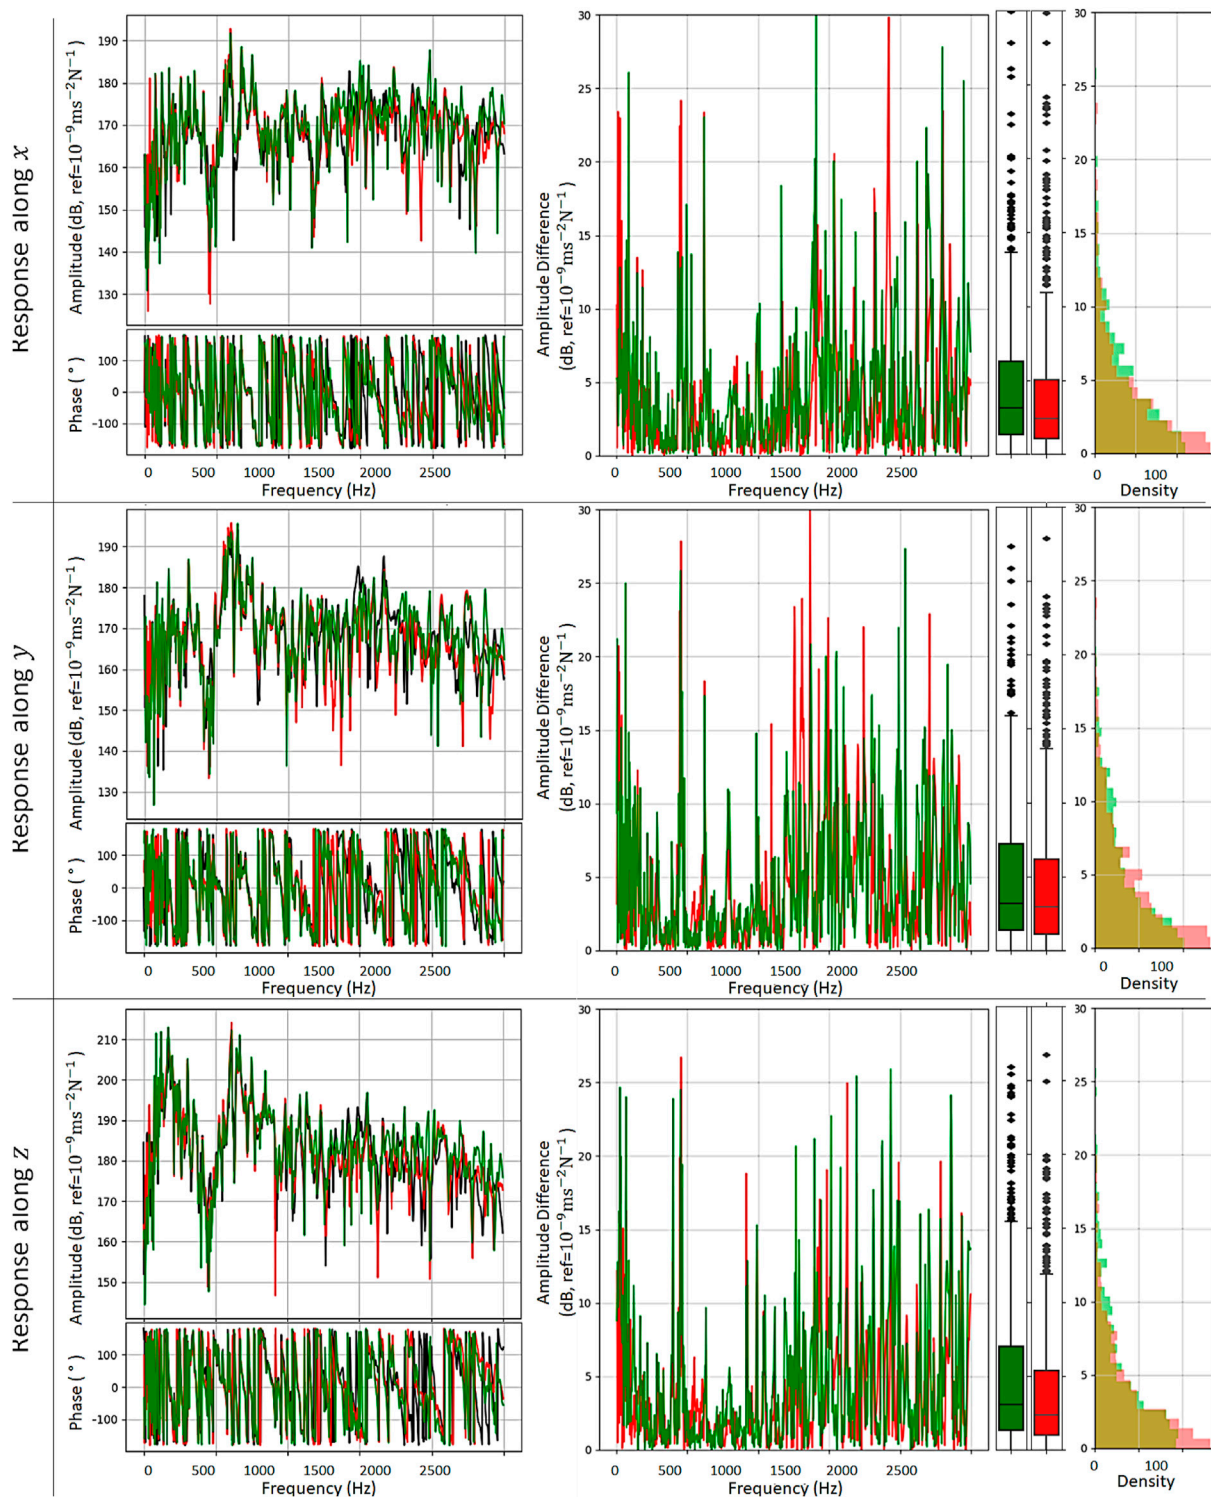 Response along x
Amplitude (dB, ref=10⁻⁹ms⁻²N⁻¹)
190
180
170
160
150
140
130
Phase (°)
100
0
-100
0 500 1000 1500 2000 2500
Frequency (Hz)
Amplitude Difference
(dB, ref=10⁻⁹ms⁻²N⁻¹)
30
25
20
15
10
5
0
0 500 1000 1500 2000 2500
Frequency (Hz)
30
20
10
0
0 100
Density
Response along y
Amplitude (dB, ref=10⁻⁹ms⁻²N⁻¹)
190
180
170
160
150
140
130
Phase (°)
100
0
-100
0 500 1000 1500 2000 2500
Frequency (Hz)
Amplitude Difference
(dB, ref=10⁻⁹ms⁻²N⁻¹)
30
25
20
15
10
5
0
0 500 1000 1500 2000 2500
Frequency (Hz)
30
25
20
15
10
5
0
0 100
Density
Response along z
Amplitude (dB, ref=10⁻⁹ms⁻²N⁻¹)
210
200
190
180
170
160
150
Phase (°)
100
0
-100
0 500 1000 1500 2000 2500
Frequency (Hz)
Amplitude Difference
(dB, ref=10⁻⁹ms⁻²N⁻¹)
30
25
20
15
10
5
0
0 500 1000 1500 2000 2500
Frequency (Hz)
30
25
20
15
10
5
0
0 100
Density